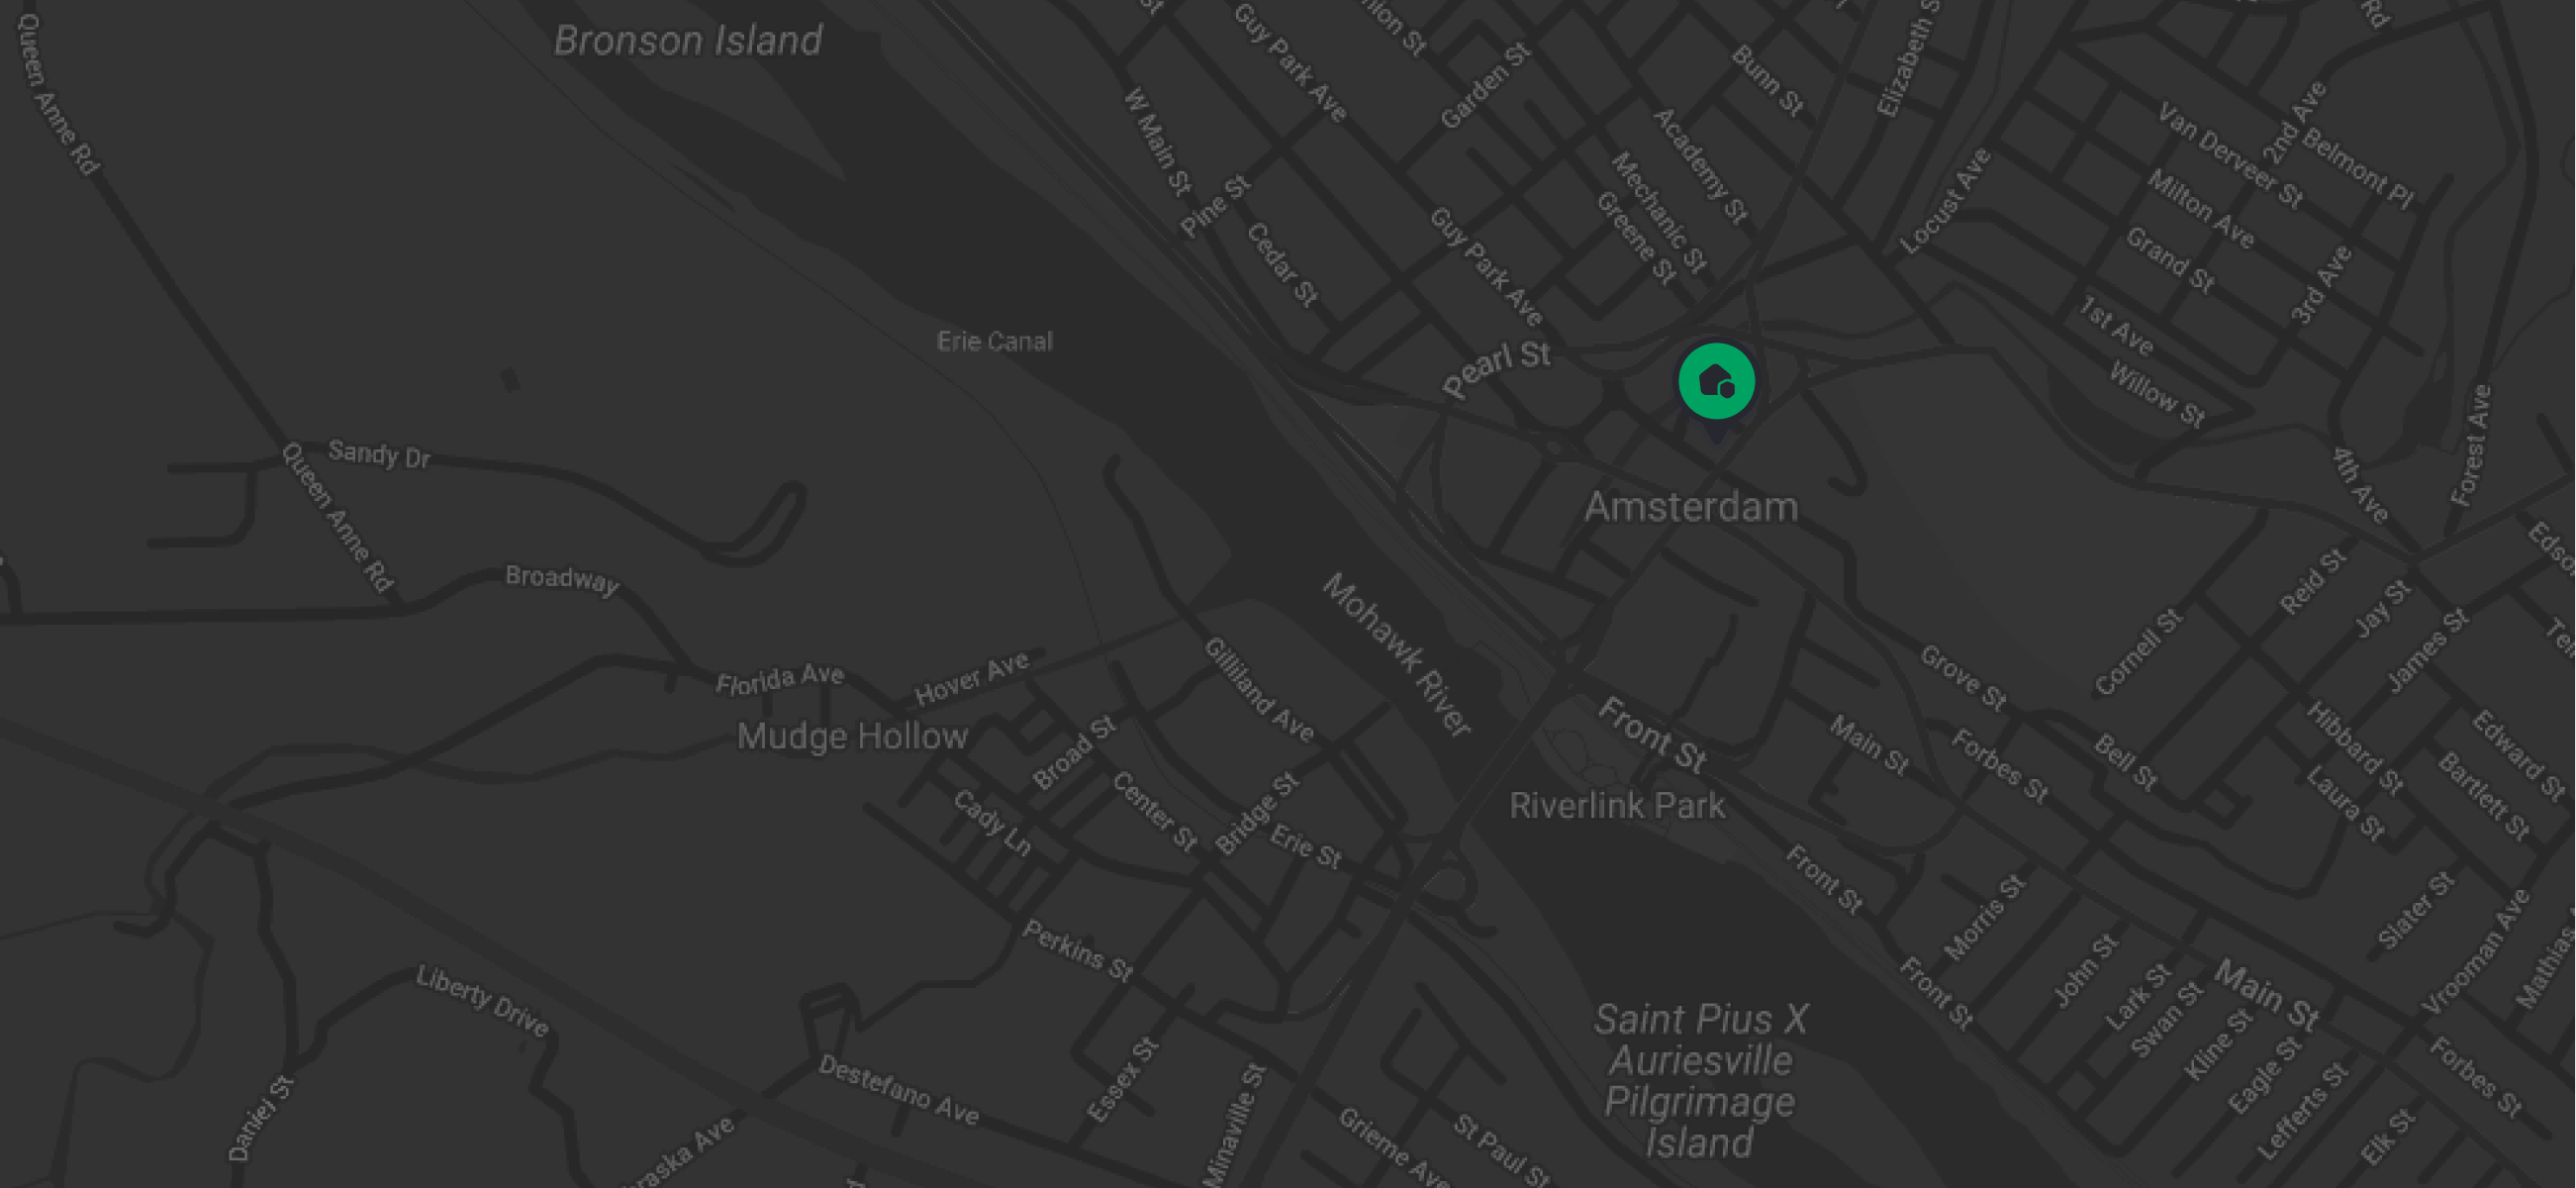 Bronson Island
Queen Anne Rd
Guy Park Ave
Garden St
Bunn St
Elizabeth S
Rd
W Main St
Pine St
Cedar St
Guy Park Ave
Academy St
Mechanic St
Greene St
Locust Ave
Van Derveer St
2nd Ave
Belmont Pl
Milton Ave
Grand St
3rd Ave
1st Ave
Willow St
Forest Ave
4th Ave
Erie Canal
Pearl St
Amsterdam
Sandy Dr
Queen Anne Rd
Broadway
Florida Ave
Hover Ave
Mudge Hollow
Gilliland Ave
Mohawk River
Broad St
Center St
Bridge St
Cady Ln
Erie St
Front St
Riverlink Park
Main St
Grove St
Forbes St
Bell St
Cornell St
Reid St
Jay St
James St
Hibbard St
Laura St
Edward St
Bartlett St
Front St
Morris St
Front St
John St
Lark St
Swan St
Main St
Kline St
Eagle St
Lefferts St
Elk St
Forbes St
Slater St
Vrooman Ave
Mathias
Perkins St
Liberty Drive
Daniel St
Destefano Ave
Essex St
Minaville St
Grieme Ave
St Paul St
raska Ave
Saint Pius X
Auriesville
Pilgrimage
Island